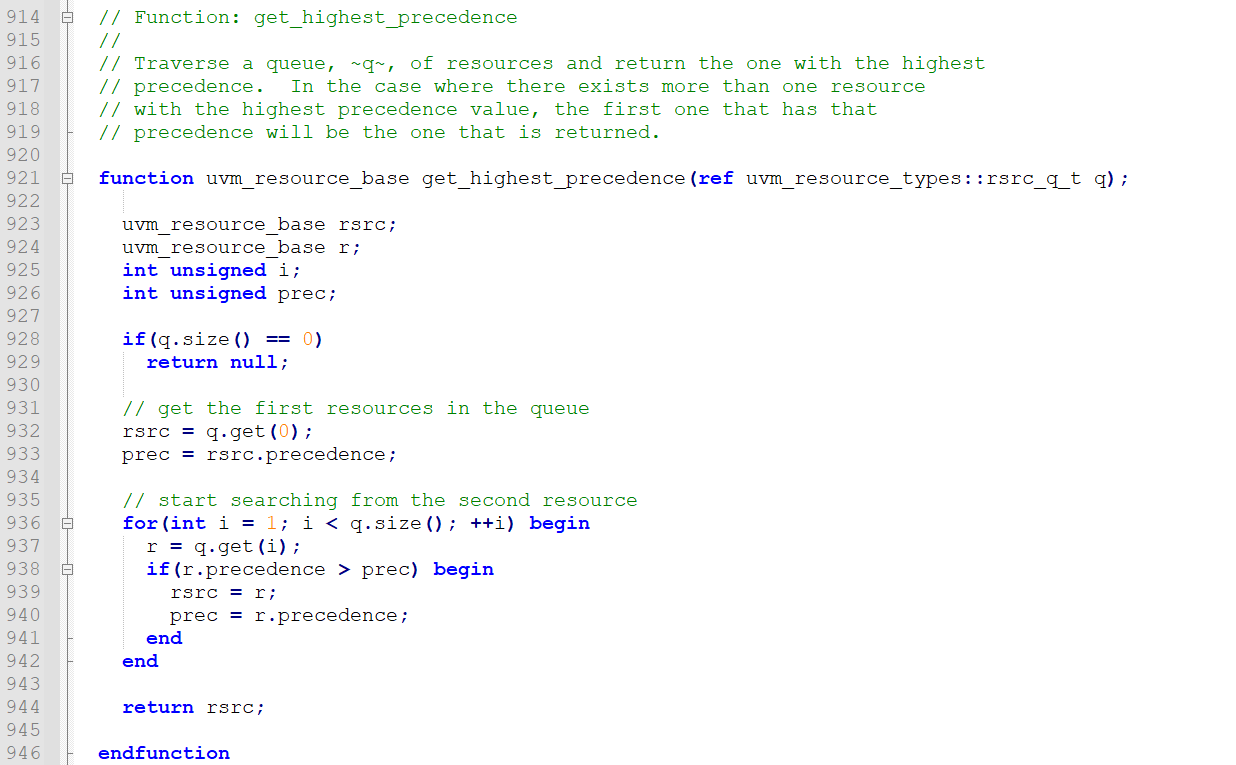 914 // Function: get_highest_precedence
915 //
916 // Traverse a queue, ~q~, of resources and return the one with the highest
917 // precedence.  In the case where there exists more than one resource
918 // with the highest precedence value, the first one that has that
919 // precedence will be the one that is returned.
920
921 function uvm_resource_base get_highest_precedence(ref uvm_resource_types::rsrc_q_t q);
922
923   uvm_resource_base rsrc;
924   uvm_resource_base r;
925   int unsigned i;
926   int unsigned prec;
927
928   if(q.size() == 0)
929     return null;
930
931   // get the first resources in the queue
932   rsrc = q.get(0);
933   prec = rsrc.precedence;
934
935   // start searching from the second resource
936   for(int i = 1; i < q.size(); ++i) begin
937     r = q.get(i);
938     if(r.precedence > prec) begin
939       rsrc = r;
940       prec = r.precedence;
941     end
942   end
943
944   return rsrc;
945
946 endfunction